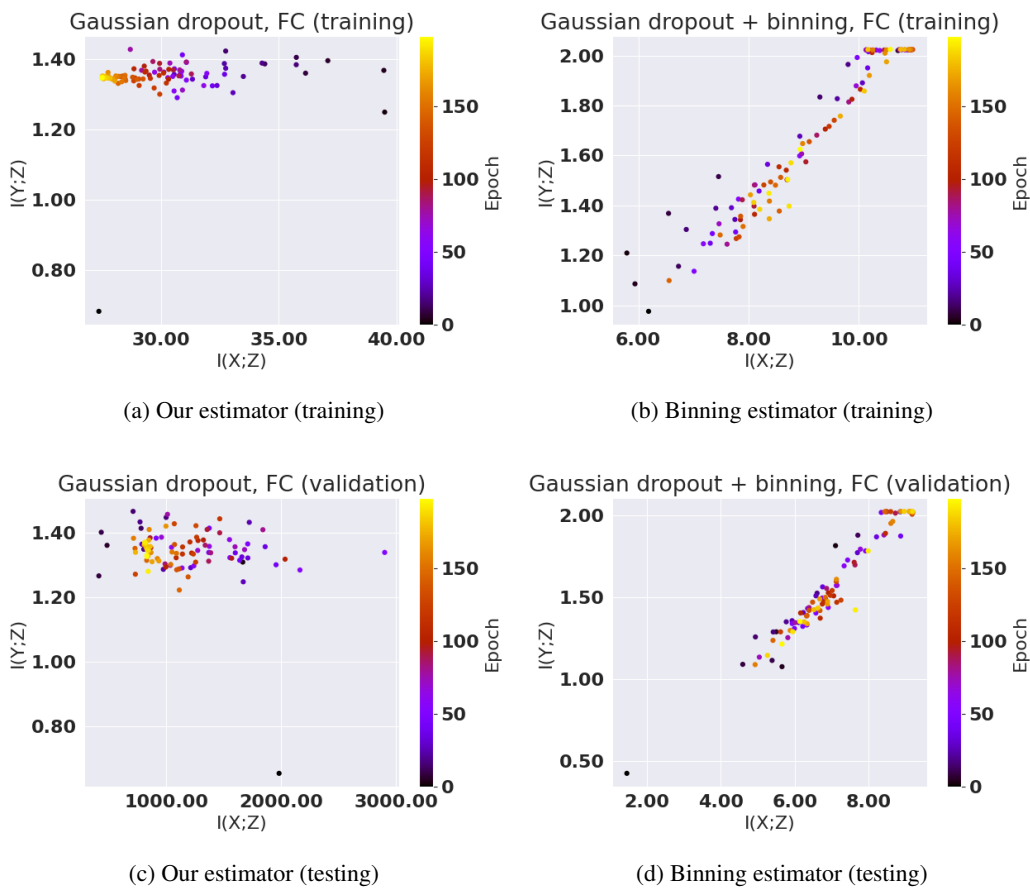 Gaussian dropout, FC (training)
1.40
1.20
1.00
0.80
I(Y;Z)
30.00 35.00 40.00
I(X;Z)
150
100
50
0
Epoch
(a) Our estimator (training)
Gaussian dropout + binning, FC (training)
2.00
1.80
1.60
1.40
1.20
1.00
I(Y;Z)
6.00 8.00 10.00
I(X;Z)
150
100
50
0
Epoch
(b) Binning estimator (training)
Gaussian dropout, FC (validation)
1.40
1.20
1.00
0.80
I(Y;Z)
1000.00 2000.00 3000.00
I(X;Z)
150
100
50
0
Epoch
(c) Our estimator (testing)
Gaussian dropout + binning, FC (validation)
2.00
1.50
1.00
0.50
I(Y;Z)
2.00 4.00 6.00 8.00
I(X;Z)
150
100
50
0
Epoch
(d) Binning estimator (testing)